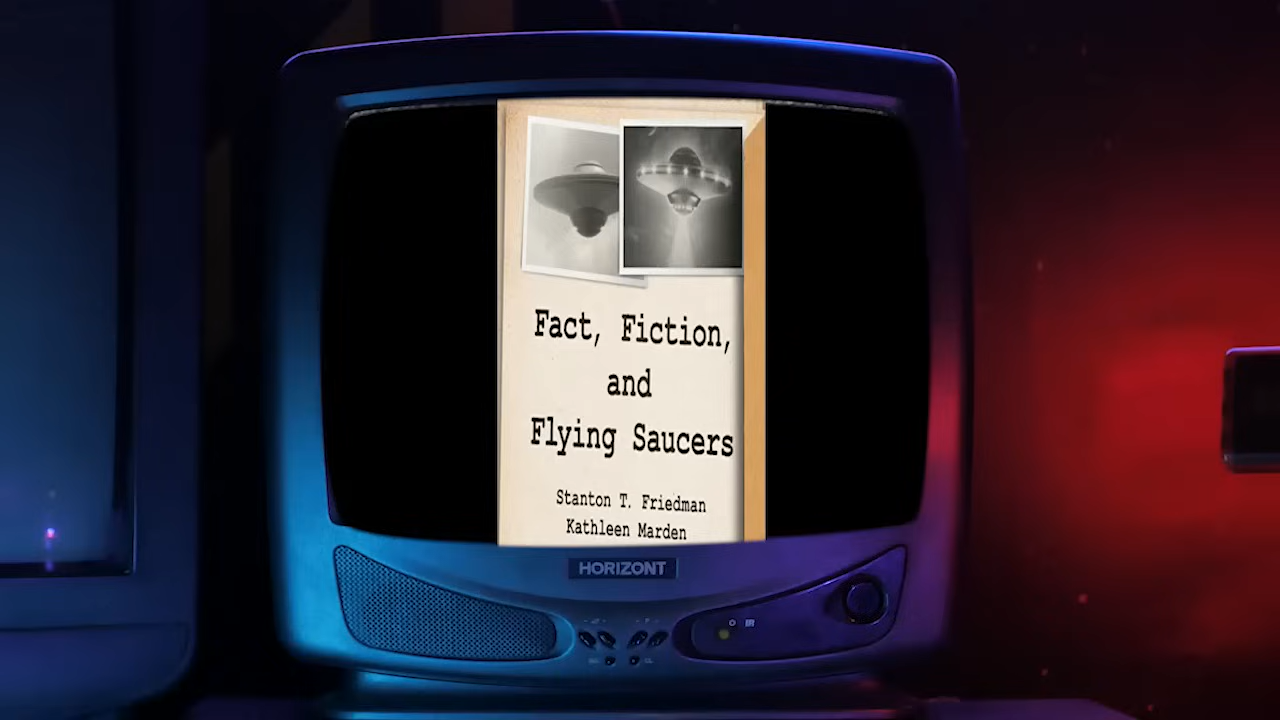 Fact, Fiction,
and
Flying Saucers
Stanton T. Friedman
Kathleen Marden
HORIZONT